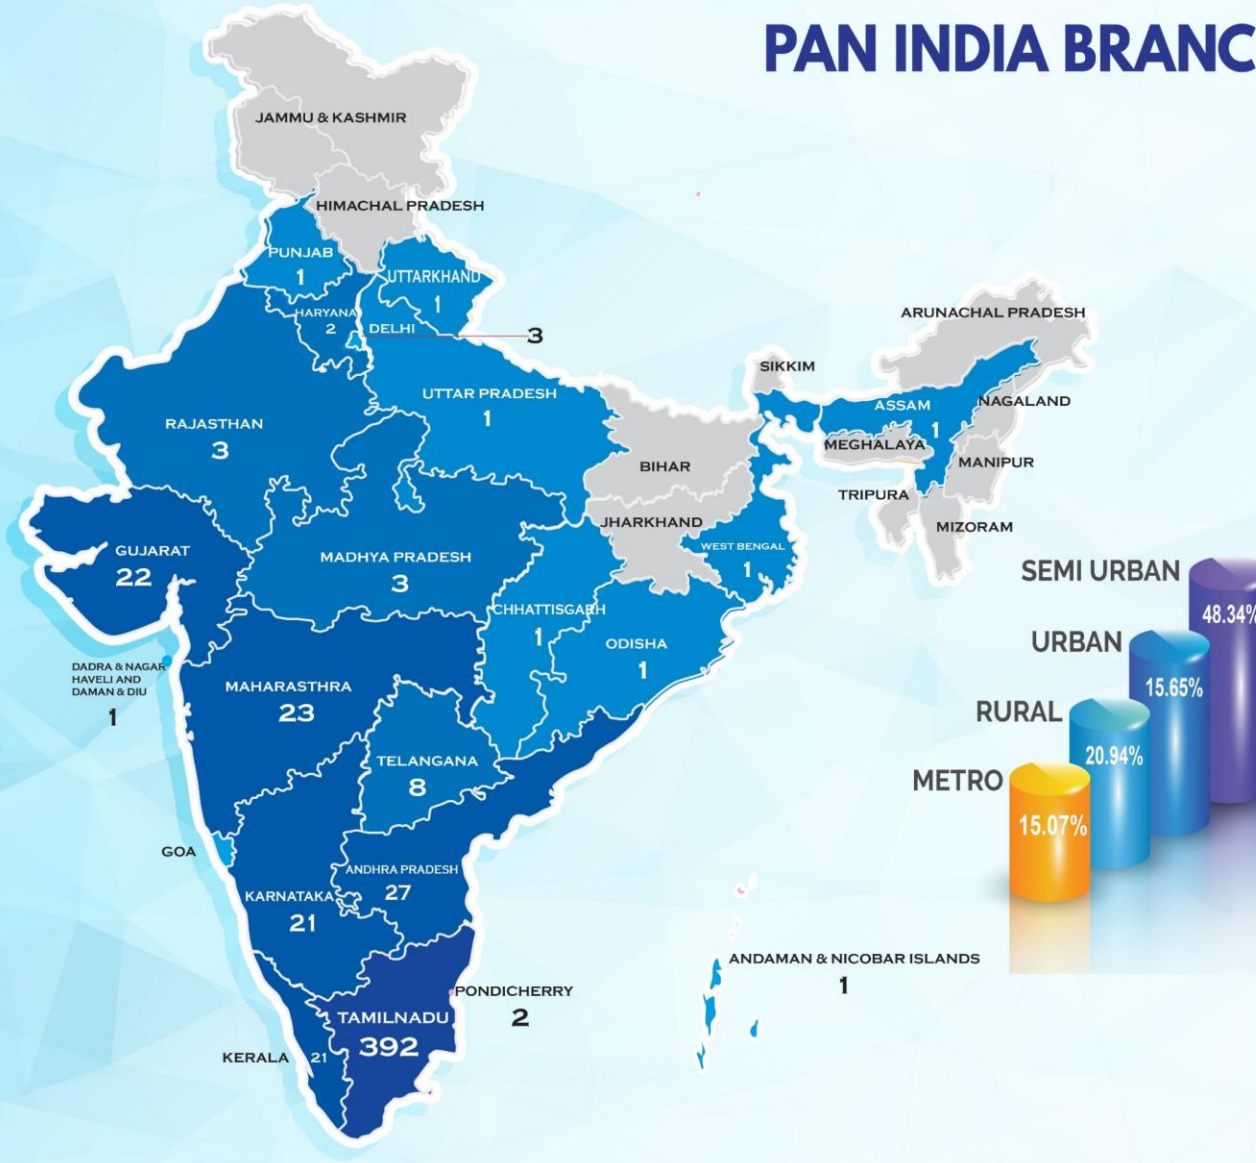 PAN INDIA BRANC
JAMMU & KASHMIR
HIMACHAL PRADESH
PUNJAB
1
UTTARKHAND
1
HARYANA
2
DELHI
3
ARUNACHAL PRADESH
SIKKIM
UTTAR PRADESH
1
ASSAM
1
NAGALAND
RAJASTHAN
3
MEGHALAYA
BIHAR
MANIPUR
TRIPURA
MIZORAM
JHARKHAND
GUJARAT
22
MADHYA PRADESH
3
WEST BENGAL
1
CHHATTISGARH
1
ODISHA
1
SEMI URBAN
48.34%
URBAN
15.65%
RURAL
20.94%
METRO
15.07%
DADRA & NAGAR
HAVELI AND
DAMAN & DIU
1
MAHARASTHRA
23
TELANGANA
8
GOA
ANDHRA PRADESH
27
KARNATAKA
21
ANDAMAN & NICOBAR ISLANDS
1
PONDICHERRY
2
TAMILNADU
392
KERALA
21